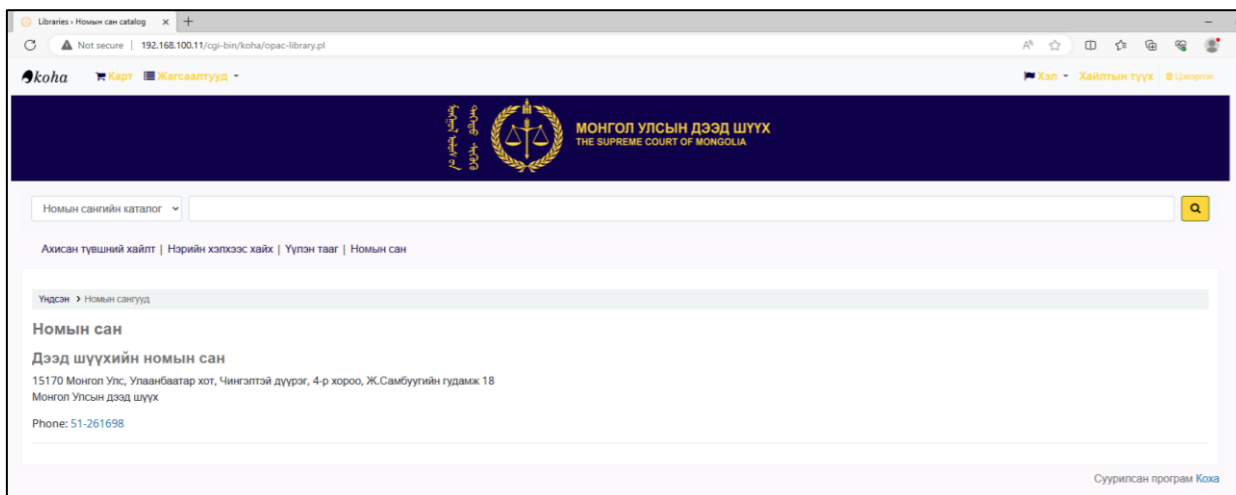 Libraries › Номын сан catalog
Not secure | 192.168.100.11/cgi-bin/koha/opac-library.pl
koha Карт Жагсаалтууд Хэл Хайлтын түүх Цэвэрлэх
МОНГОЛ УЛСЫН ДЭЭД ШҮҮХ
THE SUPREME COURT OF MONGOLIA
Номын сангийн каталог
Ахисан түвшний хайлт | Нэрийн хэлхээс хайх | Үүлэн тааг | Номын сан
Үндсэн › Номын сангууд
Номын сан
Дээд шүүхийн номын сан
15170 Монгол Улс, Улаанбаатар хот, Чингэлтэй дүүрэг, 4-р хороо, Ж.Самбуугийн гудамж 18
Монгол Улсын дээд шүүх
Phone: 51-261698
Суурилсан програм Коха